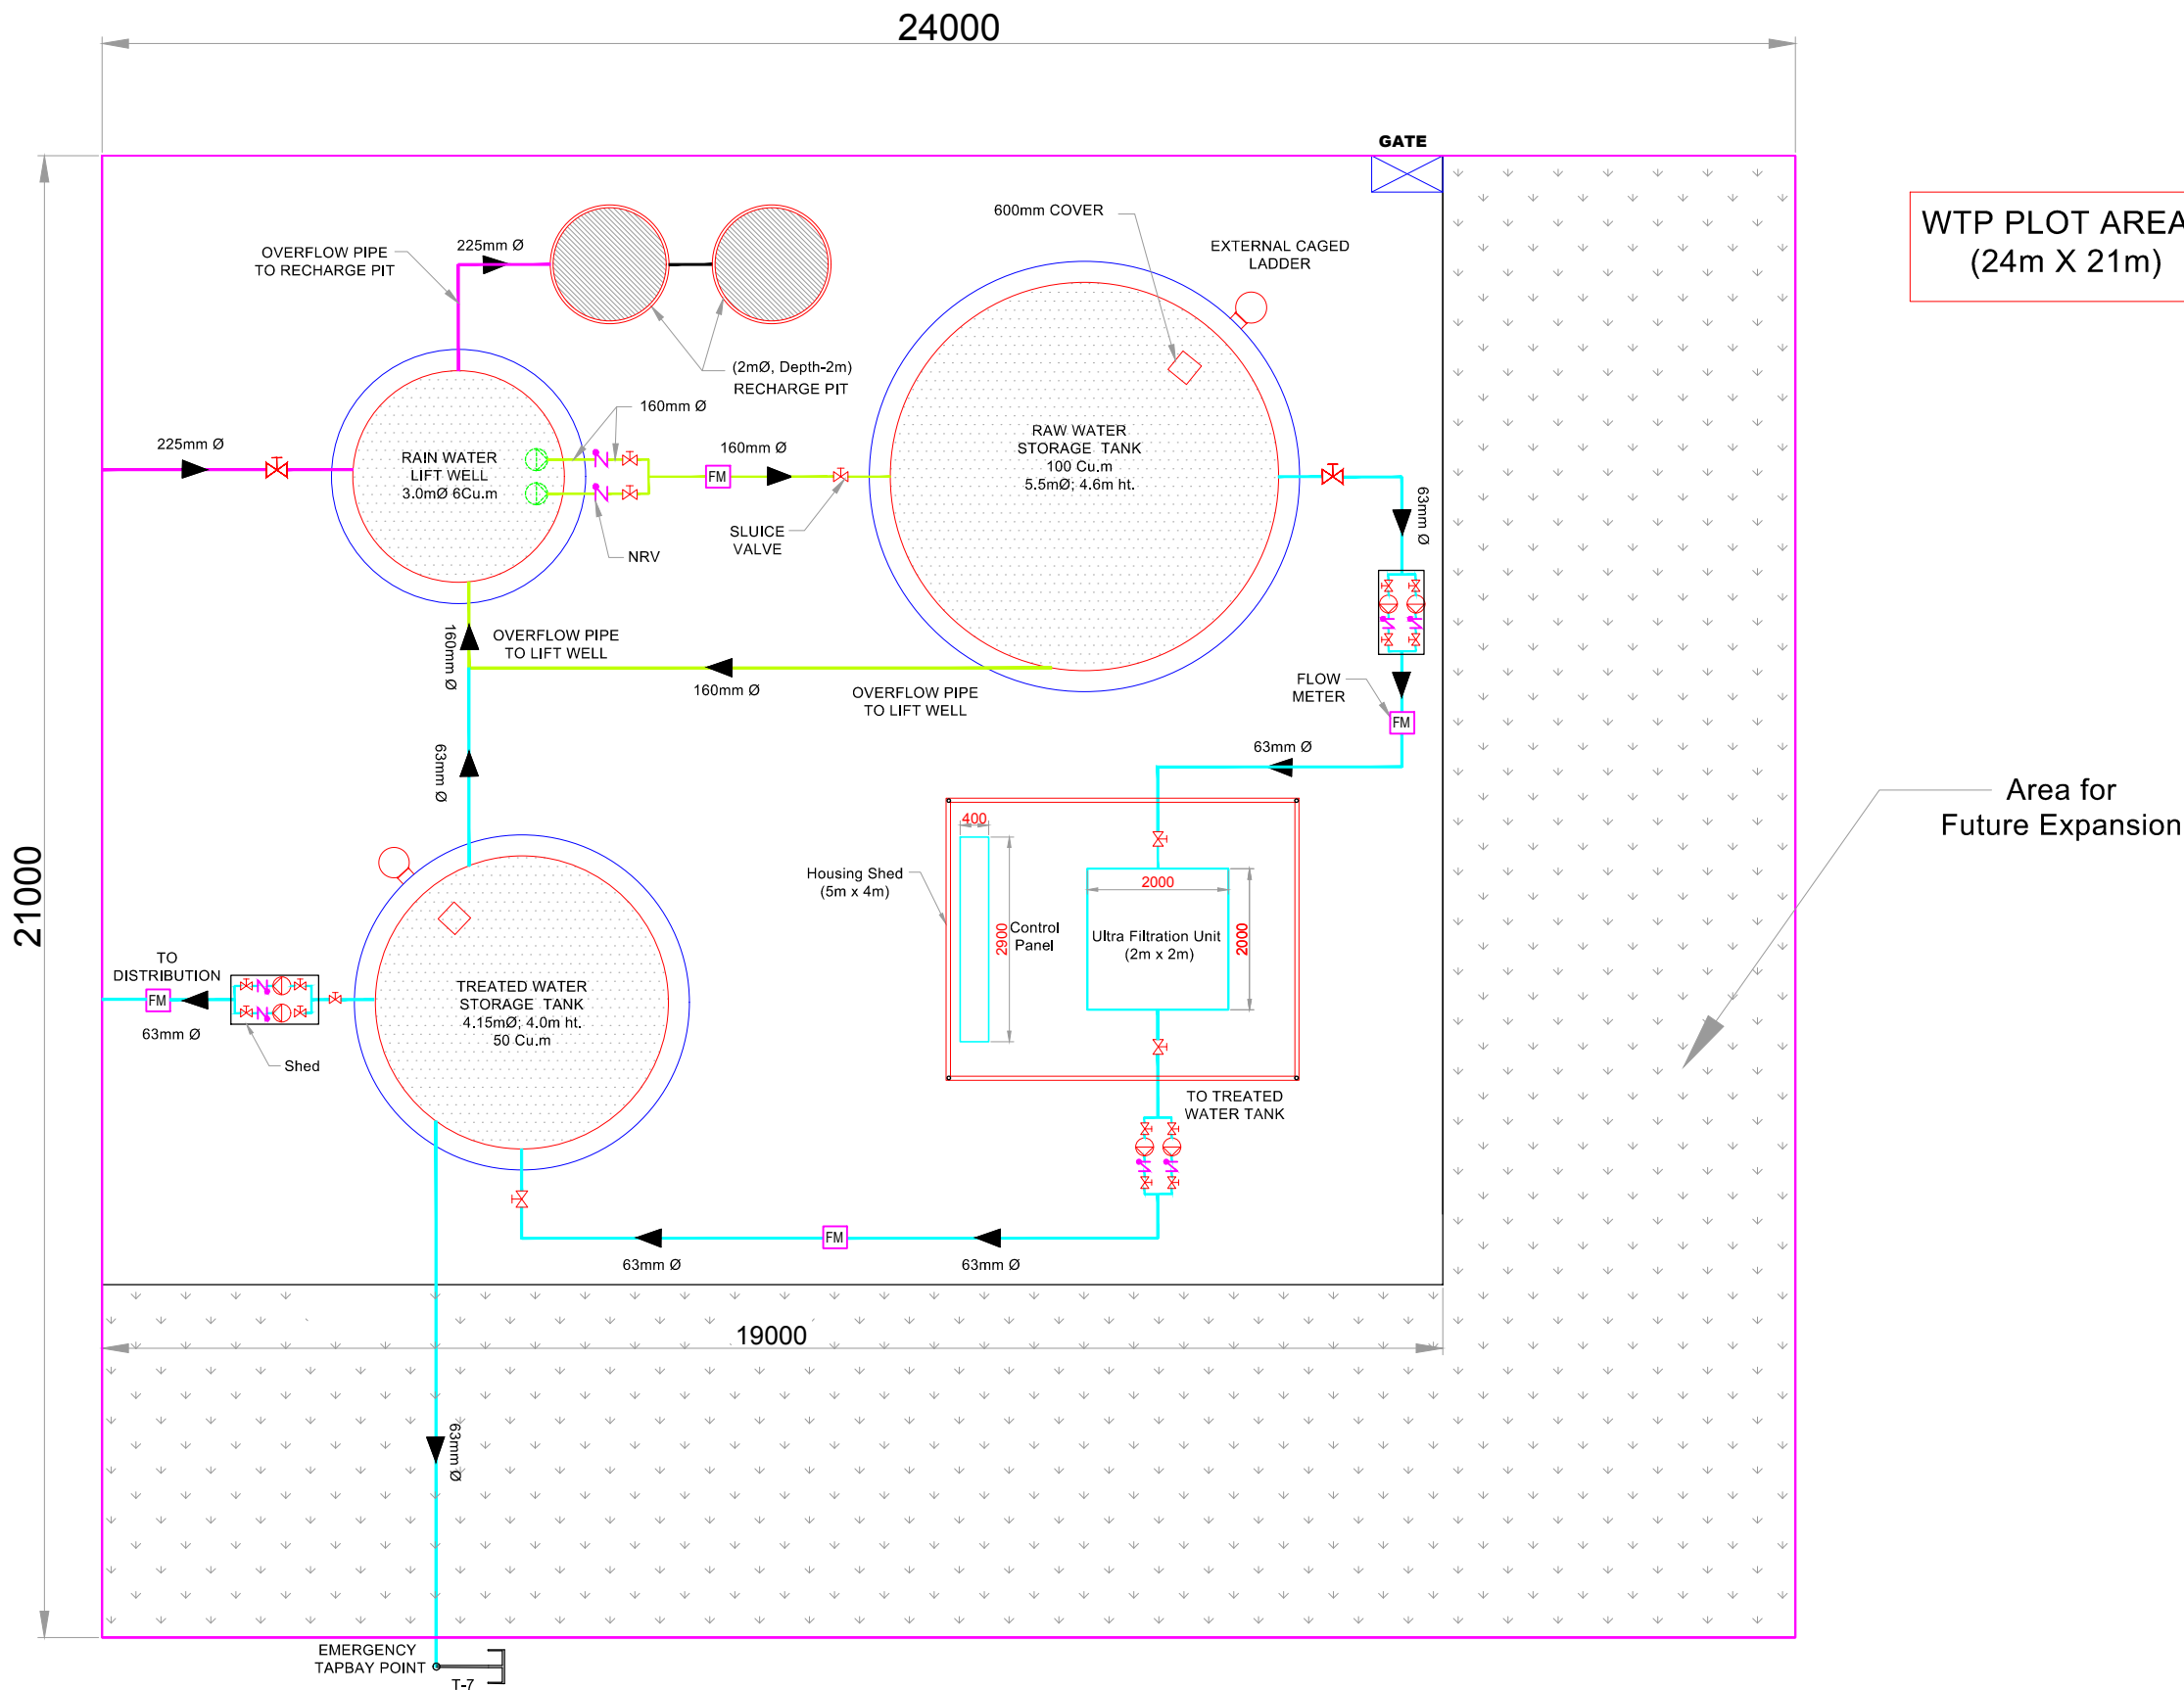 24000
GATE
WTP PLOT AREA
(24m X 21m)
600mm COVER
EXTERNAL CAGED
LADDER
225mm Ø
OVERFLOW PIPE
TO RECHARGE PIT
(2mØ, Depth-2m)
RECHARGE PIT
160mm Ø
225mm Ø
RAIN WATER
LIFT WELL
3.0mØ 6Cu.m
160mm Ø
FM
RAW WATER
STORAGE TANK
100 Cu.m
5.5mØ; 4.6m ht.
SLUICE
VALVE
NRV
63mm Ø
160mm Ø
OVERFLOW PIPE
TO LIFT WELL
160mm Ø
OVERFLOW PIPE
TO LIFT WELL
FLOW
METER
FM
63mm Ø
63mm Ø
Area for
Future Expansion
21000
400
Housing Shed
(5m x 4m)
2900
Control
Panel
2000
2000
Ultra Filtration Unit
(2m x 2m)
TO
DISTRIBUTION
FM
63mm Ø
Shed
TREATED WATER
STORAGE TANK
4.15mØ; 4.0m ht.
50 Cu.m
TO TREATED
WATER TANK
FM
63mm Ø
63mm Ø
19000
63mm Ø
EMERGENCY
TAPBAY POINT
T-7